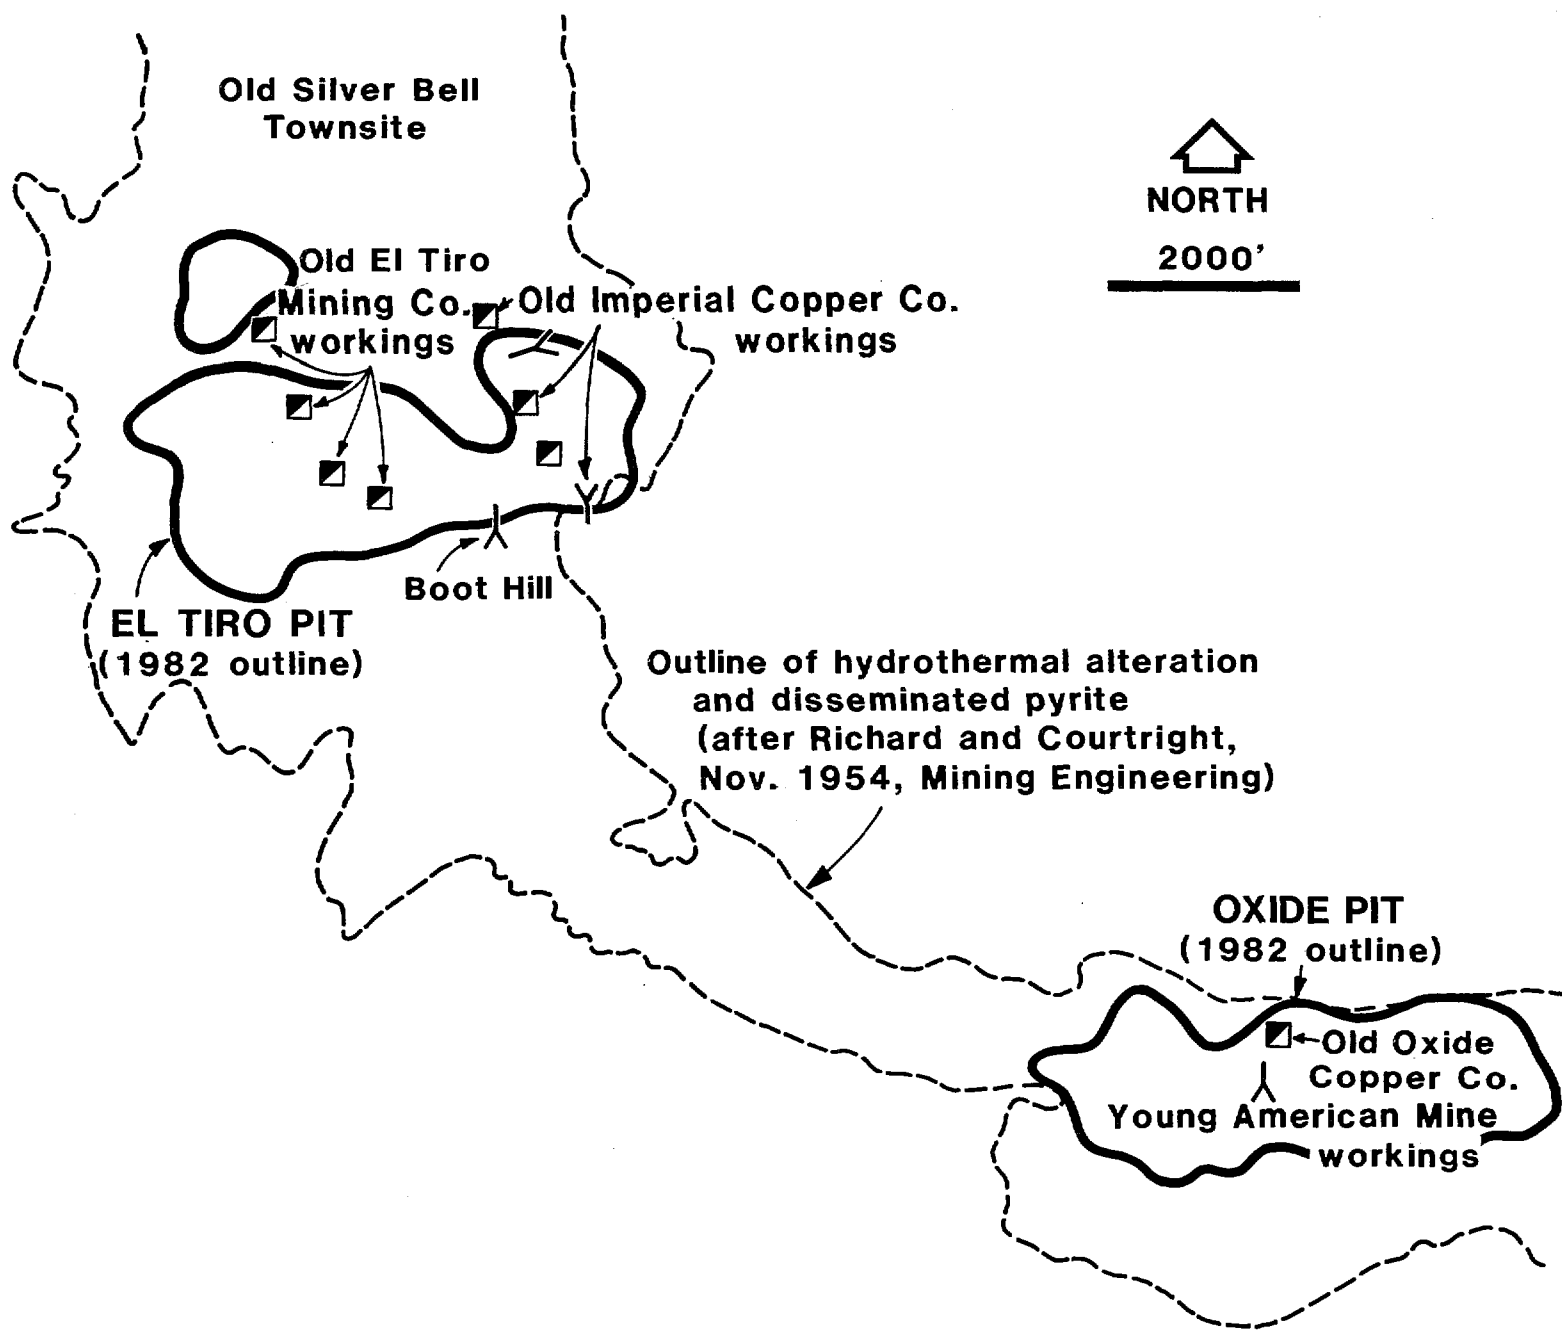 Old Silver Bell
Townsite
NORTH
2000'
Old El Tiro
Mining Co.
workings
Old Imperial Copper Co.
workings
Boot Hill
EL TIRO PIT
(1982 outline)
Outline of hydrothermal alteration
and disseminated pyrite
(after Richard and Courtright,
Nov. 1954, Mining Engineering)
OXIDE PIT
(1982 outline)
Old Oxide
Copper Co.
Young American Mine
workings